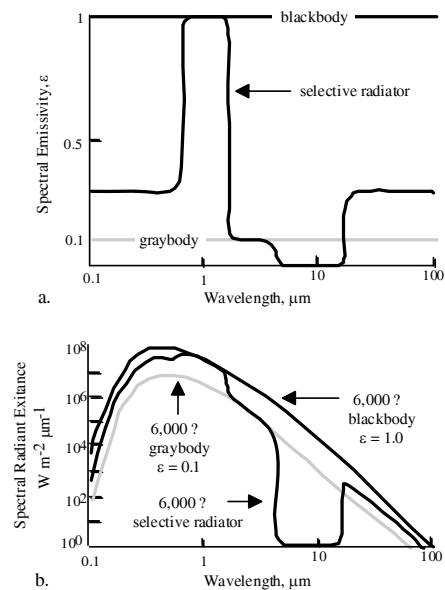 1
blackbody
Spectral Emissivity, ε
selective radiator
0.5
0.1
graybody
0.1
1
10
100
a.
Wavelength, μm
10⁸
10⁶
10²
10⁰
Spectral Radiant Exitance
W m⁻² μm⁻¹
6,000 ?
blackbody
ε = 1.0
6,000 ?
graybody
ε = 0.1
6,000 ?
selective radiator
0.1
1
10
100
b.
Wavelength, μm